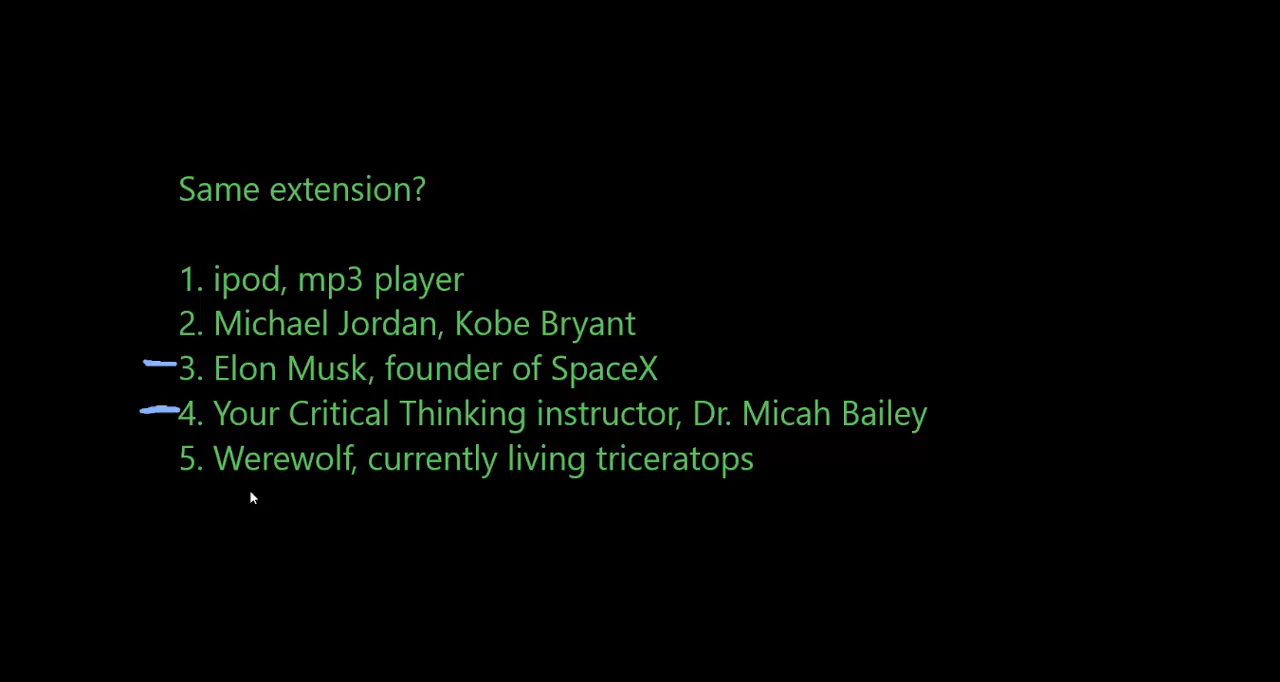 Same extension?
1. ipod, mp3 player
2. Michael Jordan, Kobe Bryant
3. Elon Musk, founder of SpaceX
4. Your Critical Thinking instructor, Dr. Micah Bailey
5. Werewolf, currently living triceratops